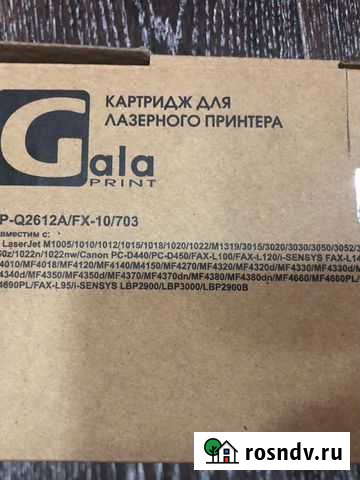 Gala
PRINT
КАРТРИДЖ ДЛЯ
ЛАЗЕРНОГО ПРИНТЕРА
P-Q2612A/FX-10/703
вместим с:
LaserJet M1005/1010/1012/1015/1018/1020/1022/M1319/3015/3020/3030/3050/3052/3
50z/1022n/1022nw/Canon PC-D440/PC-D450/FAX-L100/FAX-L120/i-SENSYS FAX-L14
4010/MF4018/MF4120/MF4140/M4150/MF4270/MF4320/MF4320d/MF4330/MF4330d/M
4340d/MF4350/MF4350d/MF4370/MF4370dn/MF4380/MF4380dn/MF4660/MF4660PL/
4690PL/FAX-L95/i-SENSYS LBP2900/LBP3000/LBP2900B
rosndv.ru